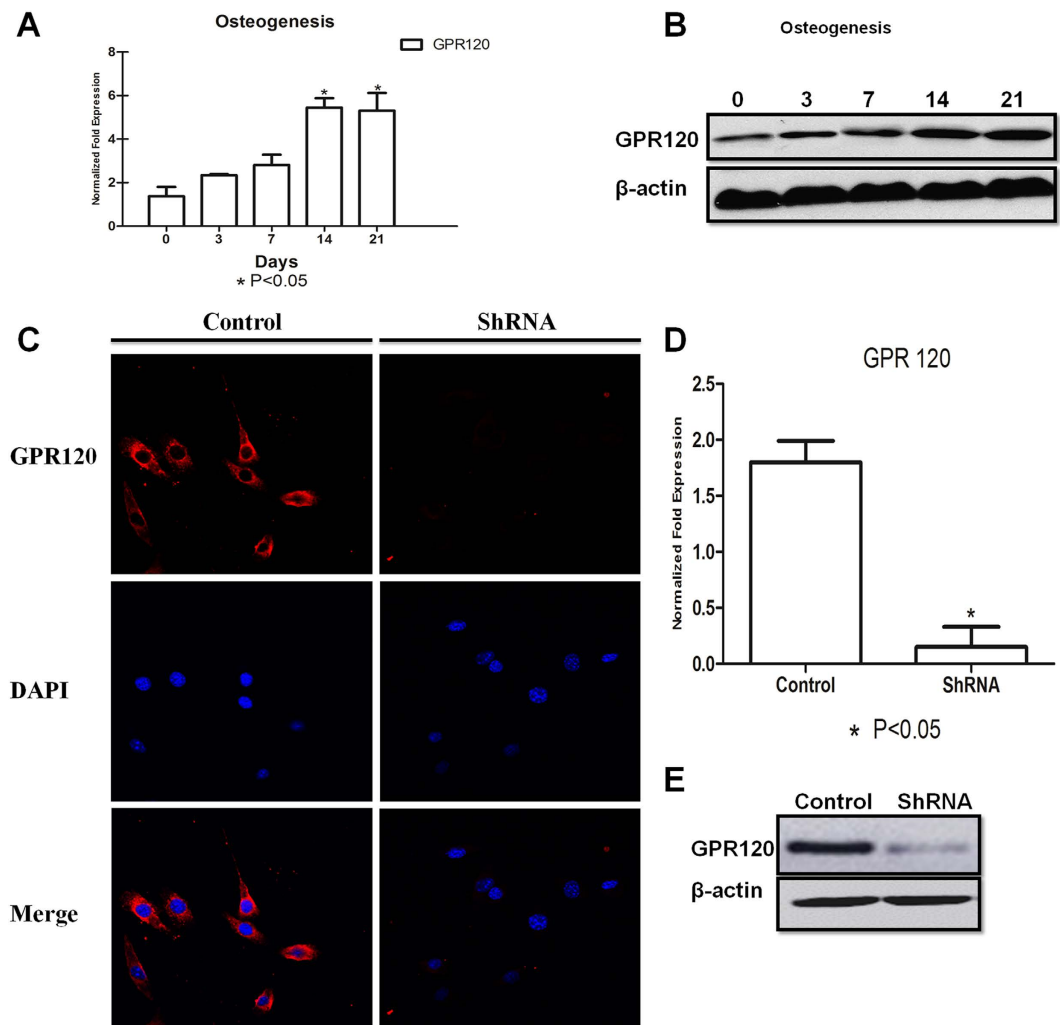 A
Osteogenesis
GPR120
Normalized Fold Expression
8
6
4
2
0
0 3 7 14 21
* *
Days
* P<0.05
B
Osteogenesis
0 3 7 14 21
GPR120
β-actin
C
Control ShRNA
GPR120
DAPI
Merge
D
GPR 120
Normalized Fold Expression
2.5
2.0
1.5
1.0
0.5
0.0
*
Control ShRNA
* P<0.05
E
Control ShRNA
GPR120
β-actin